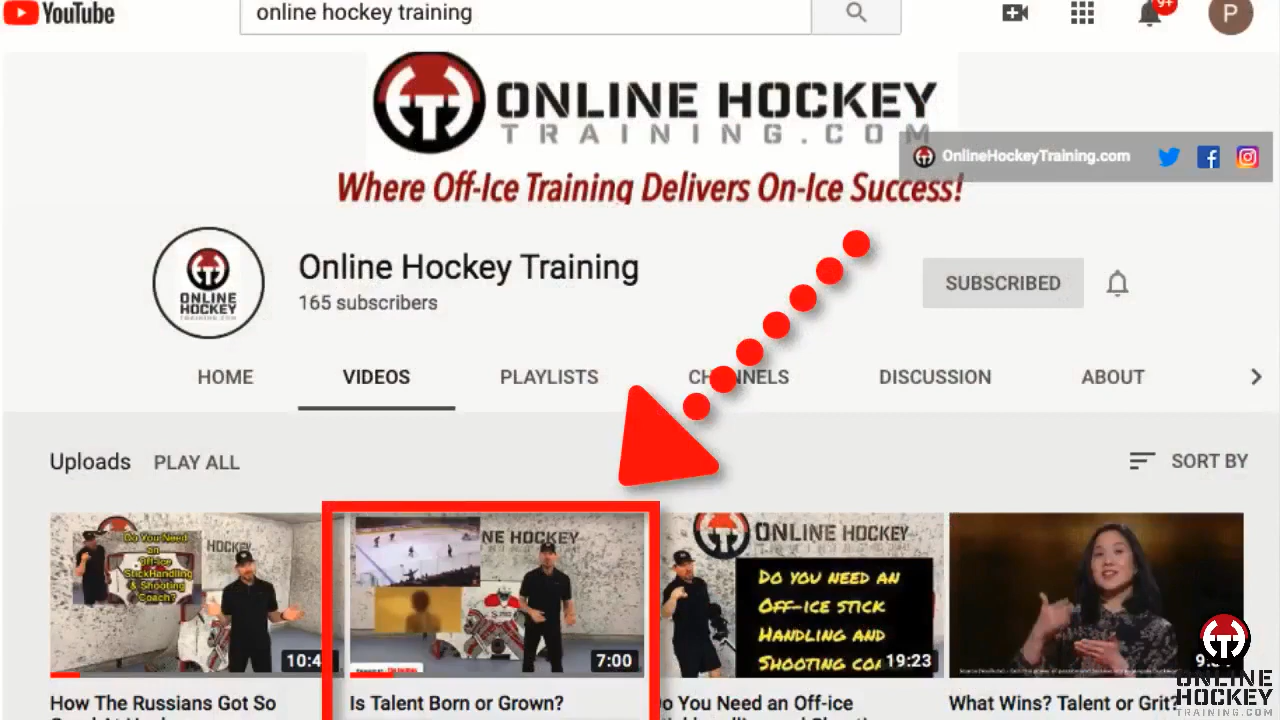 YouTube
online hockey training
9+
P
ONLINE HOCKEY
TRAINING.COM
OnlineHockeyTraining.com
Where Off-Ice Training Delivers On-Ice Success!
ONLINE
HOCKEY
TRAINING.COM
Online Hockey Training
165 subscribers
SUBSCRIBED
HOME
VIDEOS
PLAYLISTS
CHANNELS
DISCUSSION
ABOUT
Uploads
PLAY ALL
SORT BY
Do You Need
an
Off-Ice
StickHandling
& Shooting
Coach?
HOCKEY
10:4
NE HOCKEY
7:00
ONLINE HOCKEY
DO YOU NEED AN
OFF-ICE STICK
HANDLING AND
SHOOTING
19:23
ONLINE
HOCKEY
TRAINING.COM
How The Russians Got So
Is Talent Born or Grown?
Do You Need an Off-ice
What Wins? Talent or Grit?